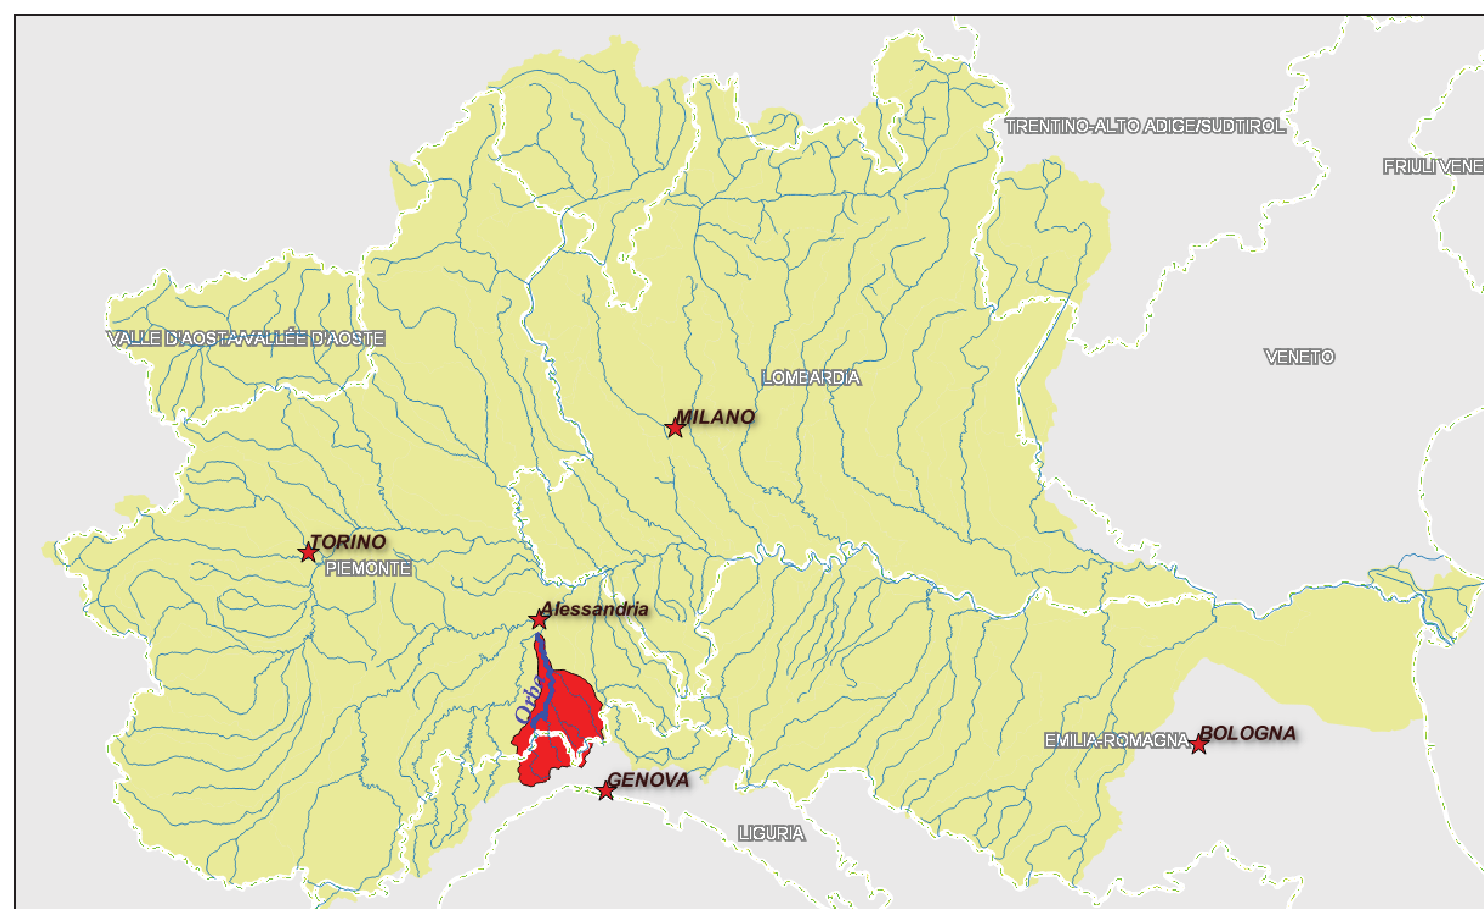 TRENTINO-ALTO ADIGE/SUDTIROL
FRIULI VENE
VALLE D'AOSTA/VALLÉE D'AOSTE
VENETO
LOMBARDIA
MILANO
TORINO
PIEMONTE
Alessandria
Orba
BOLOGNA
EMILIA-ROMAGNA
GENOVA
LIGURIA